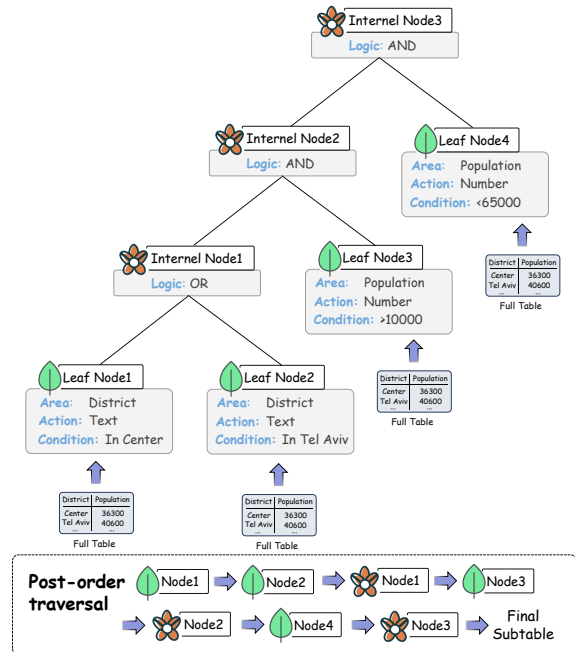 Internel Node3
Logic: AND
Internel Node2
Logic: AND
Leaf Node4
Area: Population
Action: Number
Condition: <65000
Internel Node1
Logic: OR
Leaf Node3
Area: Population
Action: Number
Condition: >10000
District Population
Center 36300
Tel Aviv 40600
... ...
Full Table
Leaf Node1
Area: District
Action: Text
Condition: In Center
Leaf Node2
Area: District
Action: Text
Condition: In Tel Aviv
District Population
Center 36300
Tel Aviv 40600
... ...
Full Table
District Population
Center 36300
Tel Aviv 40600
... ...
Full Table
District Population
Center 36300
Tel Aviv 40600
... ...
Full Table
Post-order
traversal
Node1 Node2 Node1 Node3
Node2 Node4 Node3 Final
Subtable